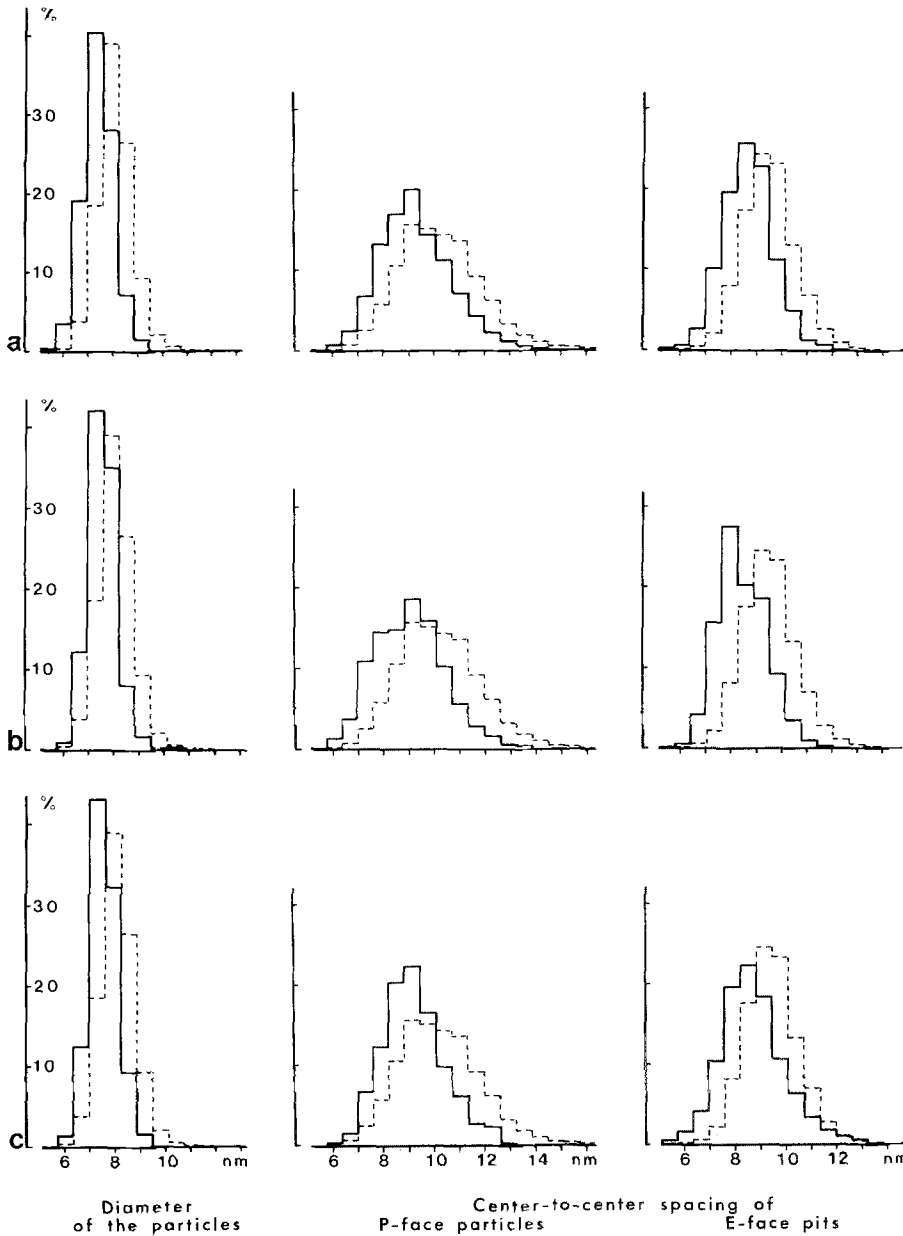 %
30
20
10
a
%
30
20
10
b
%
30
20
10
c
6 8 10 nm
6 8 10 12 14 nm
6 8 10 12 nm
Diameter
of the particles
Center-to-center spacing of
P-face particles E-face pits